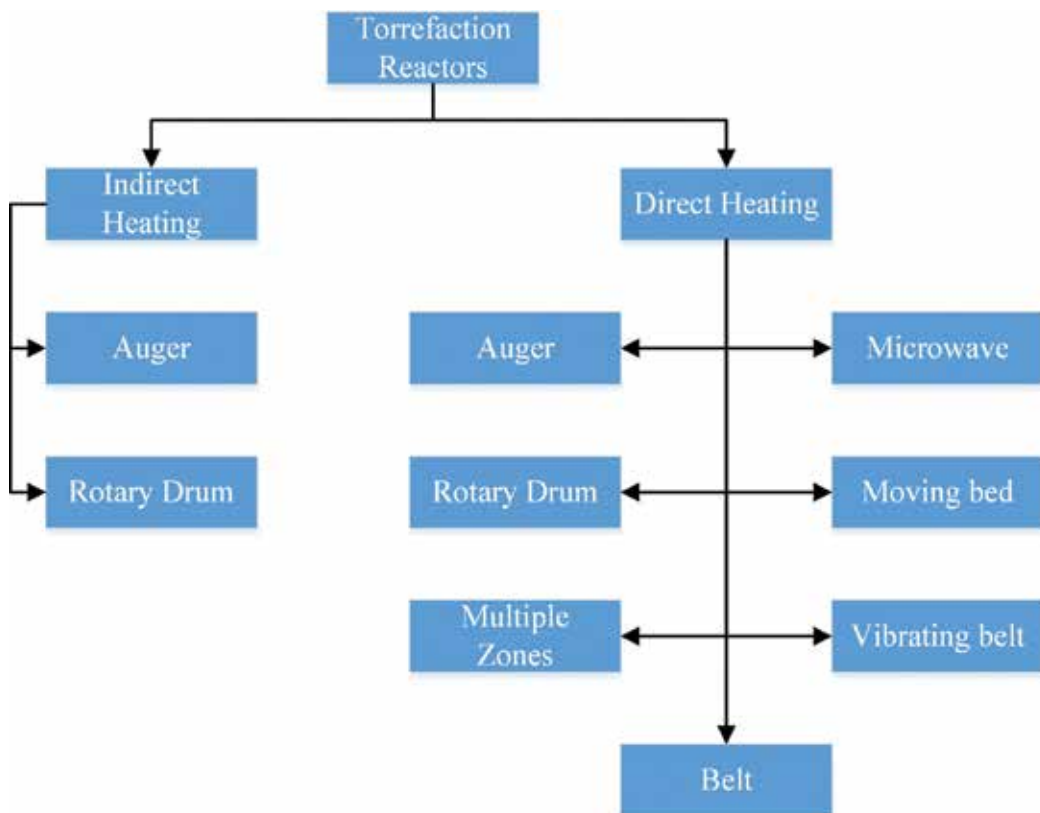 Torrefaction
Reactors
Indirect
Heating
Direct Heating
Auger
Auger
Microwave
Rotary Drum
Rotary Drum
Moving bed
Multiple
Zones
Vibrating belt
Belt